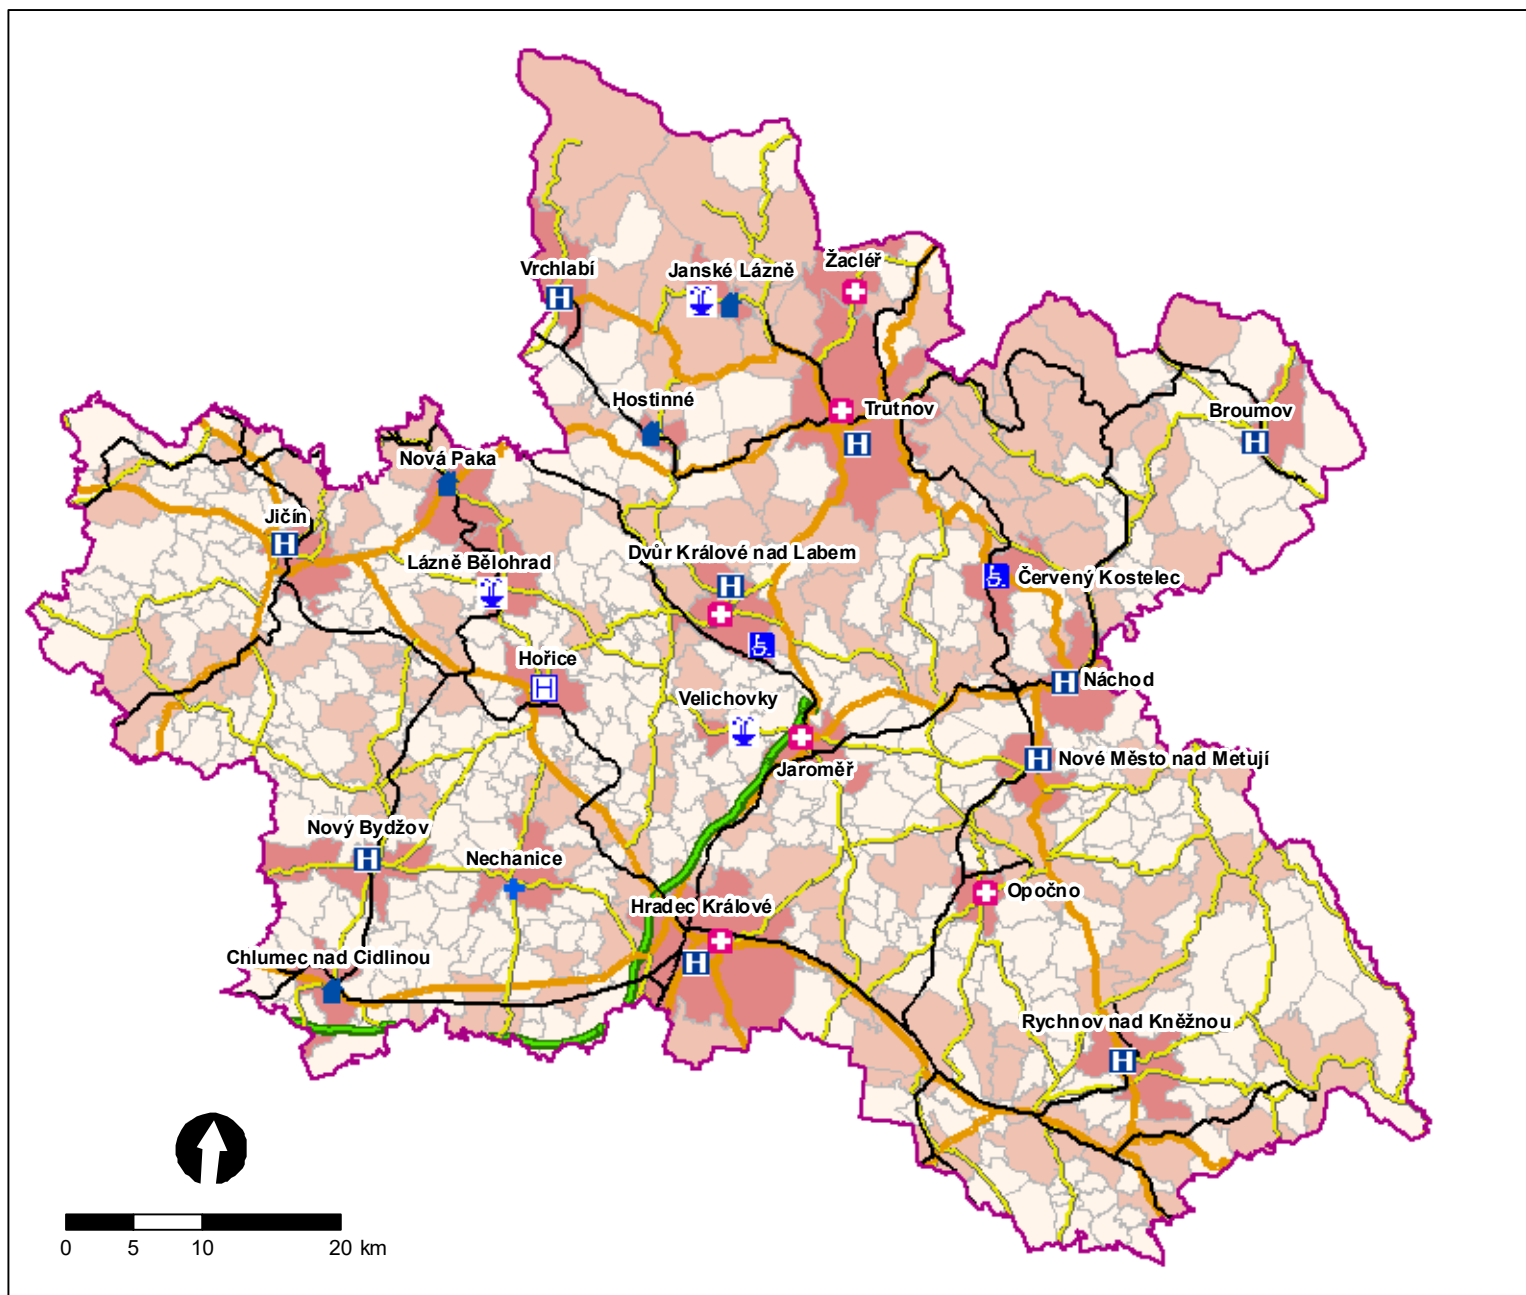 Žacléř
Vrchlabí
Janské Lázně
Hostinné
Trutnov
Broumov
Nová Paka
Jičín
Dvůr Králové nad Labem
Lázně Bělohrad
Červený Kostelec
Hořice
Náchod
Velichovky
Nové Město nad Metují
Jaroměř
Nový Bydžov
Nechanice
Opočno
Hradec Králové
Chlumec nad Cidlinou
Rychnov nad Kněžnou
0 5 10 20 km